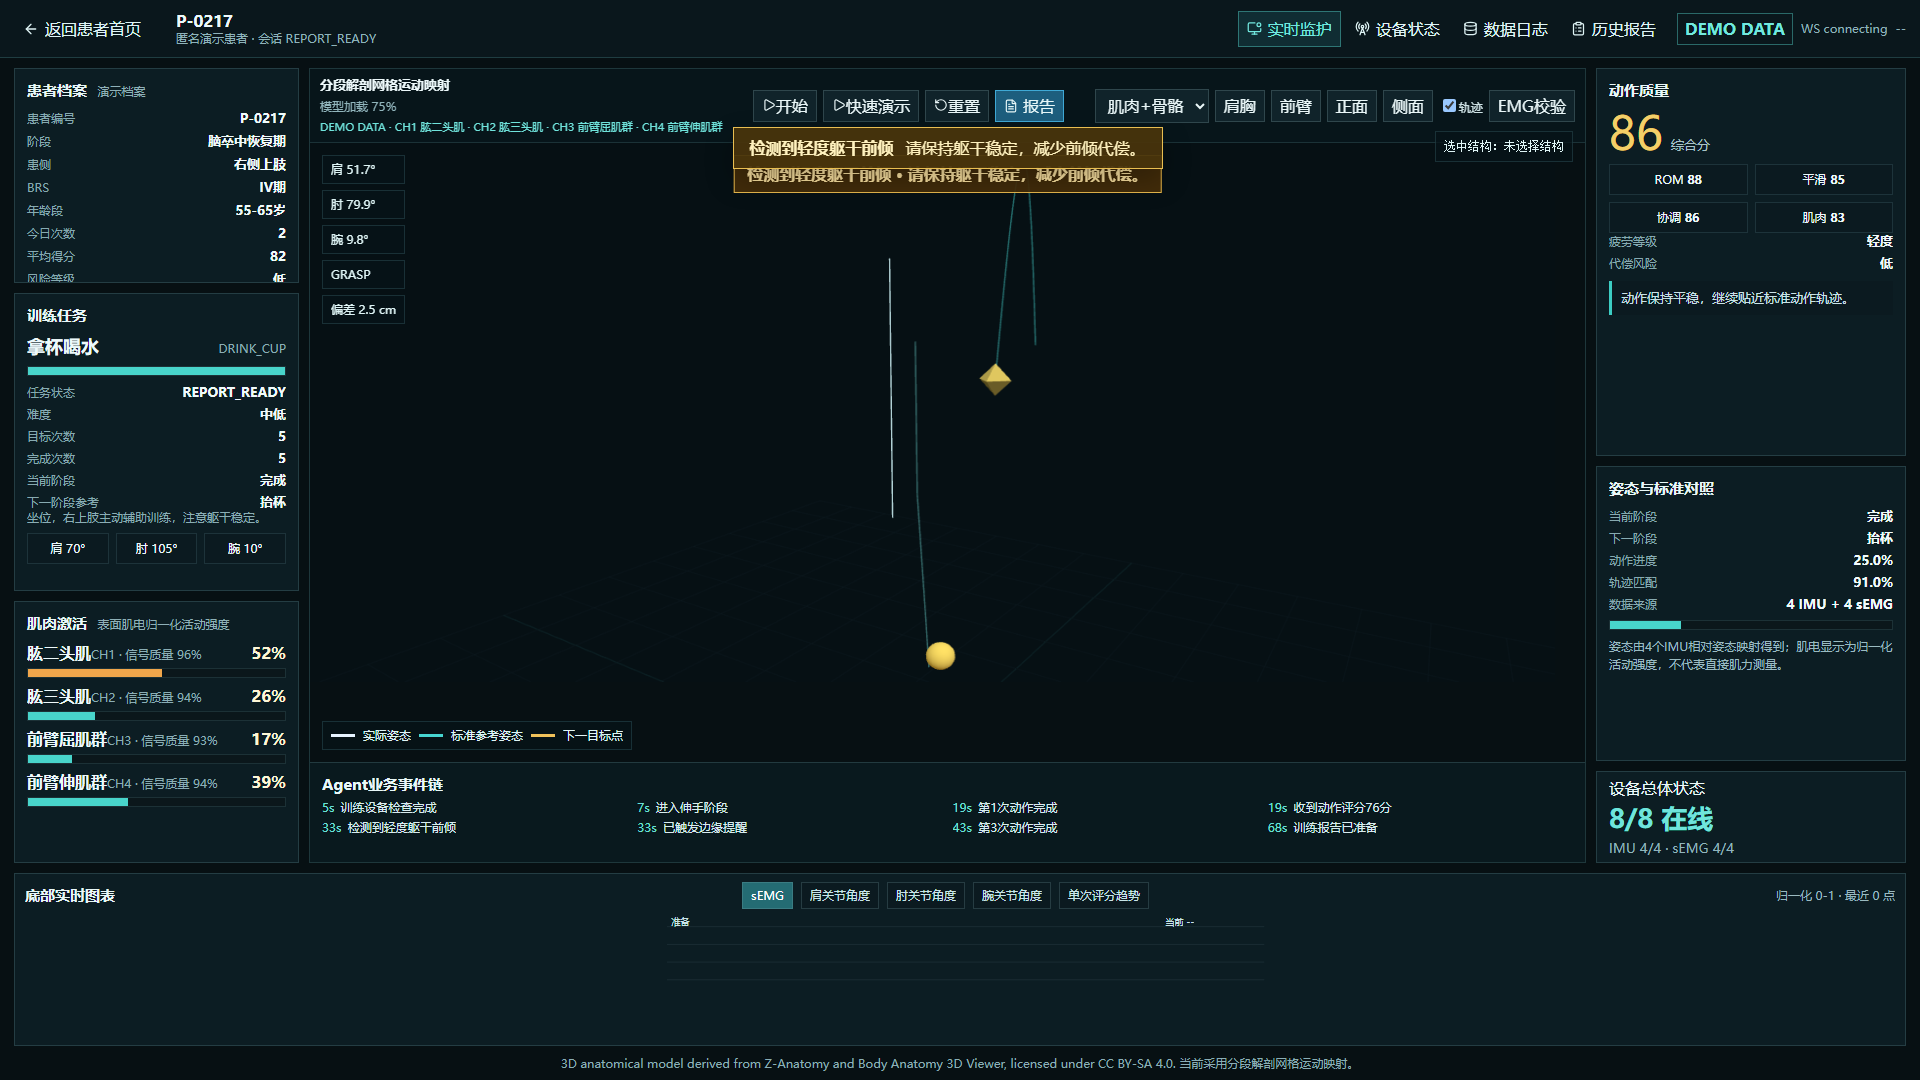 返回患者首页
P-0217
匿名演示患者 · 会话 REPORT_READY
实时监护
设备状态
数据日志
历史报告
DEMO DATA
WS connecting --
患者档案 演示档案
患者编号 P-0217
阶段 脑卒中恢复期
患侧 右侧上肢
BRS IV期
年龄段 55-65岁
今日次数 2
平均得分 82
风险等级 低
训练任务
拿杯喝水 DRINK_CUP
任务状态 REPORT_READY
难度 中低
目标次数 5
完成次数 5
当前阶段 完成
下一阶段参考 抬杯
坐位，右上肢主动辅助训练，注意躯干稳定。
肩 70° 肘 105° 腕 10°
肌肉激活 表面肌电归一化活动强度
肱二头肌CH1 · 信号质量 96% 52%
肱三头肌CH2 · 信号质量 94% 26%
前臂屈肌群CH3 · 信号质量 93% 17%
前臂伸肌群CH4 · 信号质量 94% 39%
分段解剖网格运动映射
模型加载 75%
DEMO DATA · CH1 肱二头肌 · CH2 肱三头肌 · CH3 前臂屈肌群 · CH4 前臂伸肌群
开始 快速演示 重置 报告 肌肉+骨骼 肩胸 前臂 正面 侧面 轨迹 EMG校验
检测到轻度躯干前倾 请保持躯干稳定，减少前倾代偿。
检测到轻度躯干前倾 • 请保持躯干稳定，减少前倾代偿。
选中结构：未选择结构
肩 51.7°
肘 79.9°
腕 9.8°
GRASP
偏差 2.5 cm
实际姿态 标准参考姿态 下一目标点
Agent业务事件链
5s 训练设备检查完成 7s 进入伸手阶段 19s 第1次动作完成 19s 收到动作评分76分
33s 检测到轻度躯干前倾 33s 已触发边缘提醒 43s 第3次动作完成 68s 训练报告已准备
动作质量
86 综合分
ROM 88 平滑 85
协调 86 肌肉 83
疲劳等级 轻度
代偿风险 低
动作保持平稳，继续贴近标准动作轨迹。
姿态与标准对照
当前阶段 完成
下一阶段 抬杯
动作进度 25.0%
轨迹匹配 91.0%
数据来源 4 IMU + 4 sEMG
姿态由4个IMU相对姿态映射得到；肌电显示为归一化
活动强度，不代表直接肌力测量。
设备总体状态
8/8 在线
IMU 4/4 · sEMG 4/4
底部实时图表
sEMG 肩关节角度 肘关节角度 腕关节角度 单次评分趋势
归一化 0-1 · 最近 0 点
准备 当前 --
3D anatomical model derived from Z-Anatomy and Body Anatomy 3D Viewer, licensed under CC BY-SA 4.0. 当前采用分段解剖网格运动映射。